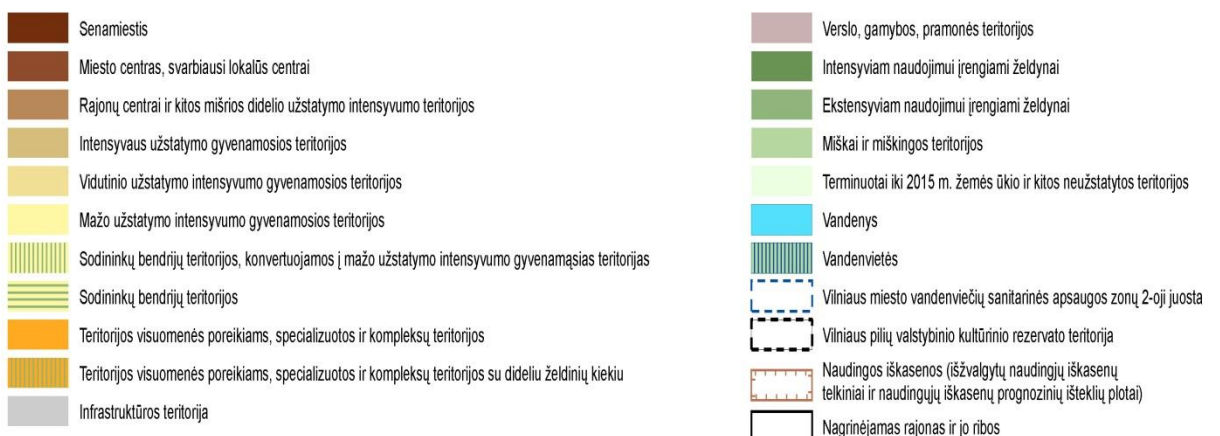 Senamiestis
Miesto centras, svarbiausi lokalūs centrai
Rajonų centrai ir kitos mišrios didelio užstatymo intensyvumo teritorijos
Intensyvaus užstatymo gyvenamosios teritorijos
Vidutinio užstatymo intensyvumo gyvenamosios teritorijos
Mažo užstatymo intensyvumo gyvenamosios teritorijos
Sodininkų bendrijų teritorijos, konvertuojamos į mažo užstatymo intensyvumo gyvenamąsias teritorijas
Sodininkų bendrijų teritorijos
Teritorijos visuomenės poreikiams, specializuotos ir kompleksų teritorijos
Teritorijos visuomenės poreikiams, specializuotos ir kompleksų teritorijos su dideliu želdinių kiekiu
Infrastruktūros teritorija
Verslo, gamybos, pramonės teritorijos
Intensyviam naudojimui įrengiami želdynai
Ekstensyviam naudojimui įrengiami želdynai
Miškai ir miškingos teritorijos
Terminuotai iki 2015 m. žemės ūkio ir kitos neužstatytos teritorijos
Vandenys
Vandenvietės
Vilniaus miesto vandenviečių sanitarinės apsaugos zonų 2-oji juosta
Vilniaus pilių valstybinio kultūrinio rezervato teritorija
Naudingos iškasenos (išžvalgytų naudingjų iškasenų
telkiniai ir naudingųjų iškasenų prognozinių išteklių plotai)
Nagrinėjamas rajonas ir jo ribos